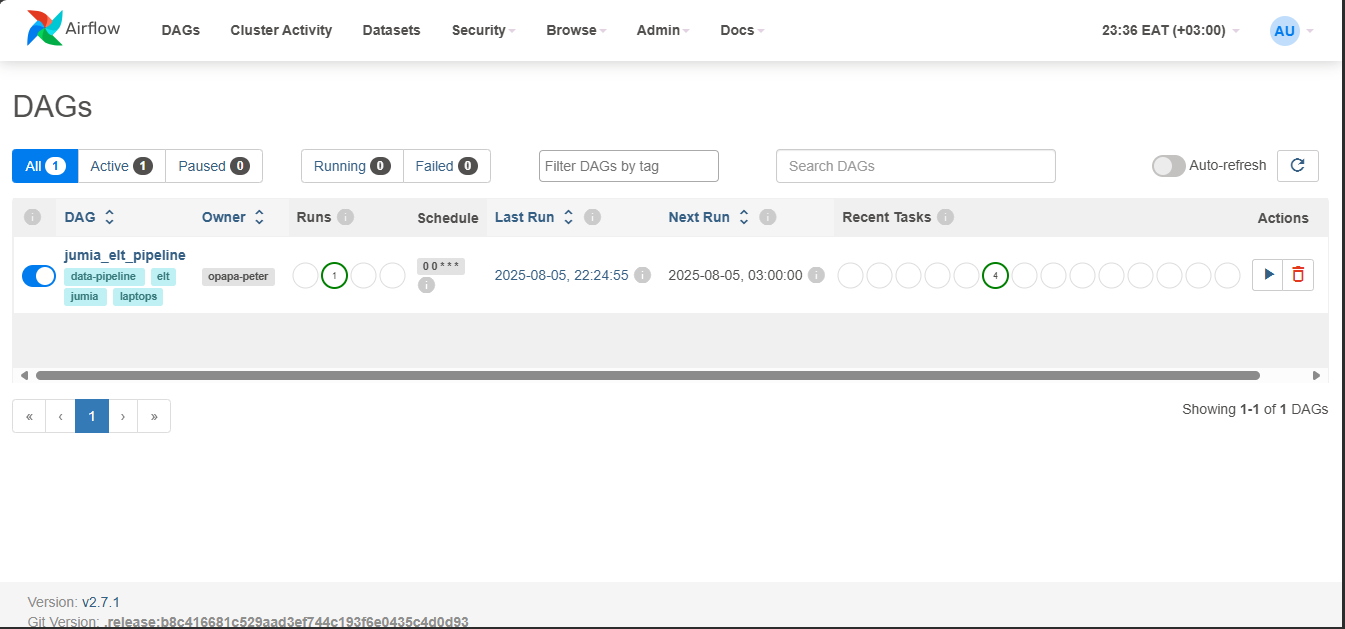 Airflow DAGs Cluster Activity Datasets Security Browse Admin Docs 23:36 EAT (+03:00) AU
DAGs
All 1 Active 1 Paused 0 Running 0 Failed 0 Filter DAGs by tag Search DAGs Auto-refresh
i DAG Owner Runs i Schedule Last Run i Next Run i Recent Tasks i Actions
jumia_elt_pipeline
data-pipeline elt
jumia laptops
opapa-peter 1 0 0 * * * i 2025-08-05, 22:24:55 i 2025-08-05, 03:00:00 i 4
« ‹ 1 › »
Showing 1-1 of 1 DAGs
Version: v2.7.1
Git Version: .release:b8c416681c529aad3ef744c193f6e0435c4d0d93